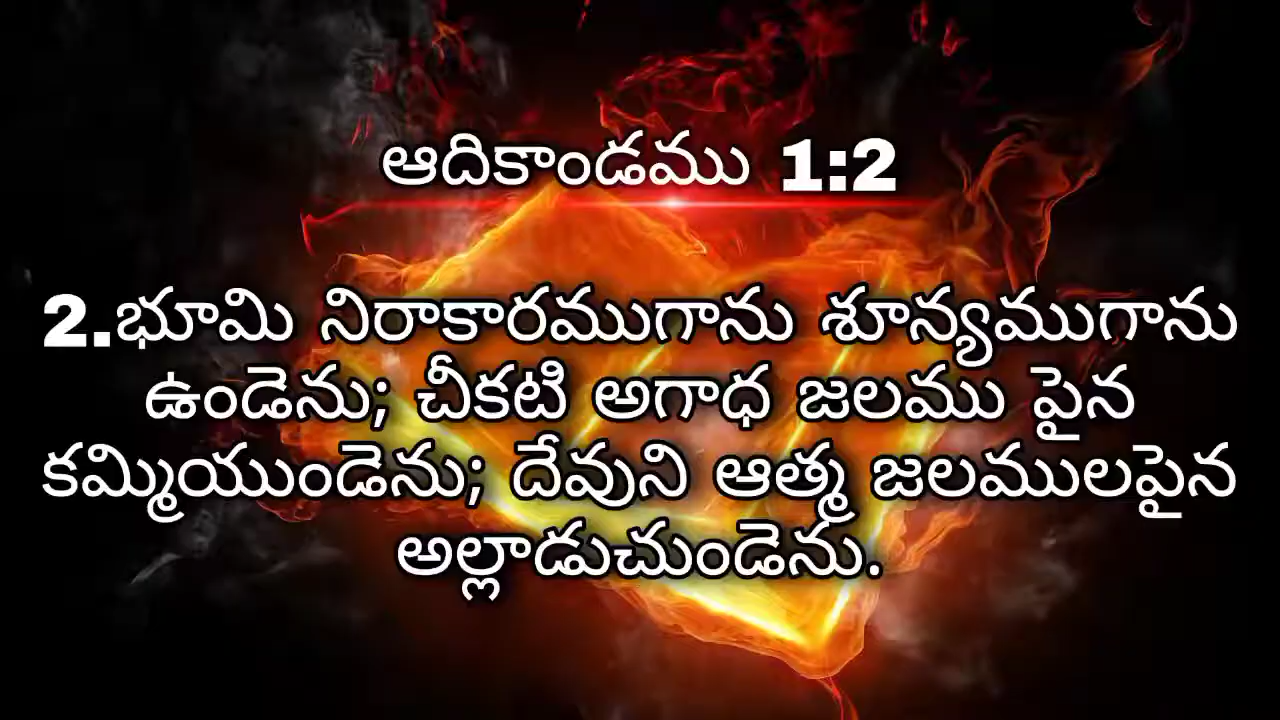 ఆదికాండము 1:2
2.భూమి నిరాకారముగాను శూన్యముగాను
ఉండెను; చీకటి అగాధ జలము పైన
కమ్మియుండెను; దేవుని ఆత్మ జలములపైన
అల్లాడుచుండెను.